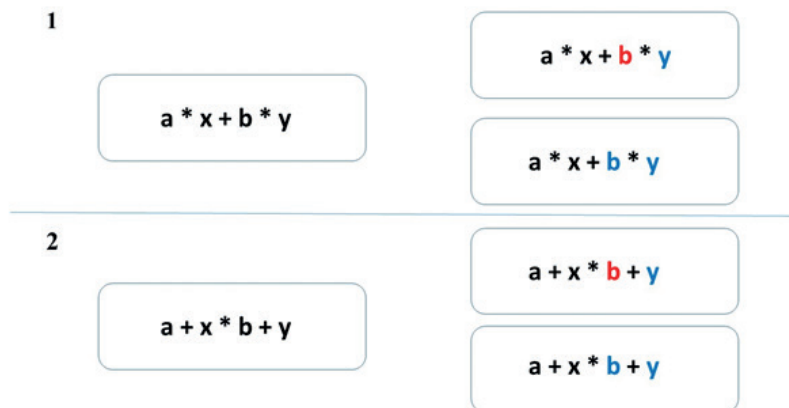 1
a * x + b * y
a * x + b * y
a * x + b * y
2
a + x * b + y
a + x * b + y
a + x * b + y